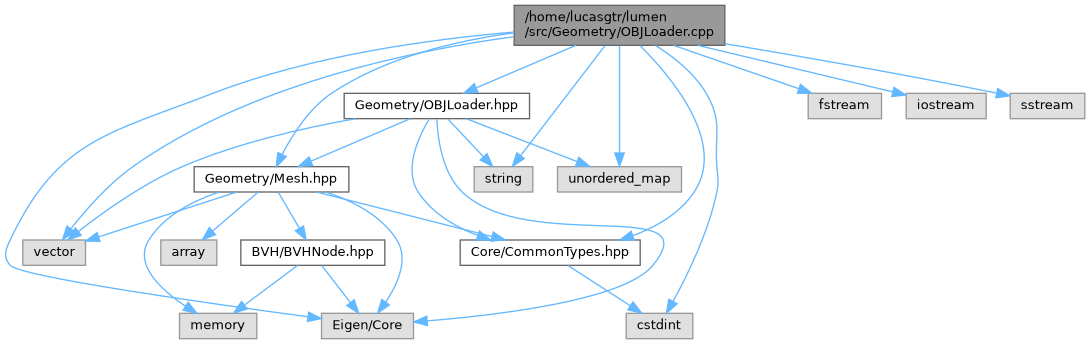 /home/lucasgtr/lumen
/src/Geometry/OBJLoader.cpp
Geometry/OBJLoader.hpp
fstream
iostream
sstream
Geometry/Mesh.hpp
string
unordered_map
vector
array
BVH/BVHNode.hpp
Core/CommonTypes.hpp
memory
Eigen/Core
cstdint